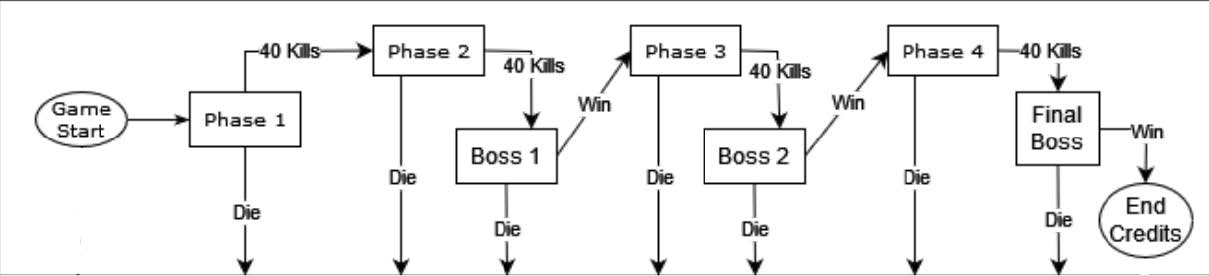 Game
Start
Phase 1
40 Kills
Phase 2
40 Kills
Boss 1
Win
Phase 3
40 Kills
Boss 2
Win
Phase 4
40 Kills
Final
Boss
Win
End
Credits
Die
Die
Die
Die
Die
Die
Die